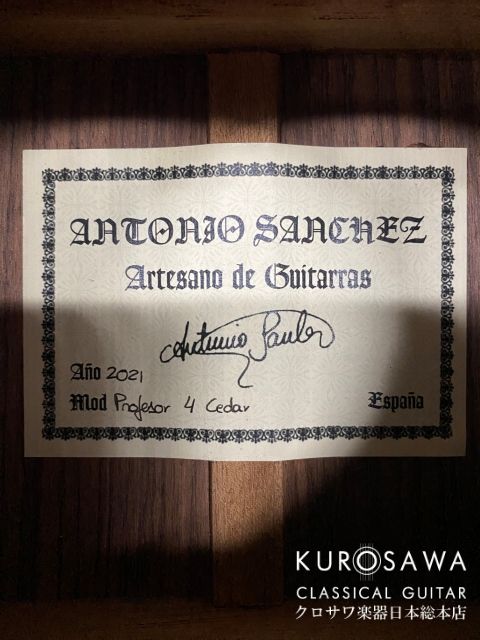 ANTONIO SANCHEZ
Artesano de Guitarras
Antonio Sanchez
Año 2021
Mod Profesor 4 Cedar España
KUROSAWA
CLASSICAL GUITAR
クロサワ楽器日本総本店